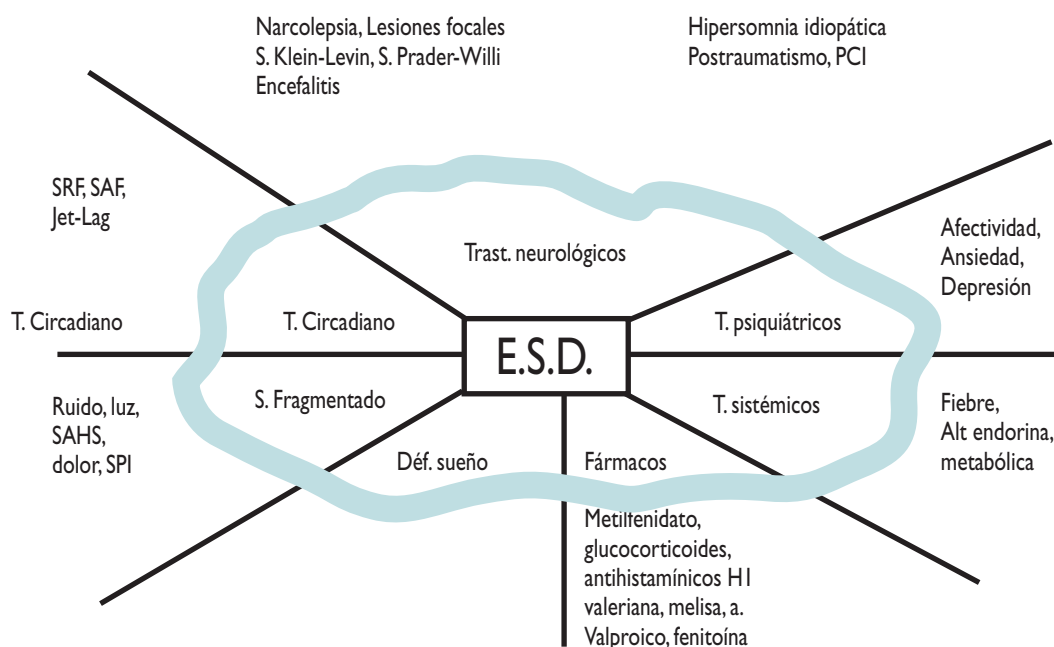 Narcolepsia, Lesiones focales
S. Klein-Levin, S. Prader-Willi
Encefalitis
Hipersomnia idiopática
Postraumatismo, PCI
SRF, SAF,
Jet-Lag
Trast. neurológicos
Afectividad,
Ansiedad,
Depresión
T. Circadiano
T. Circadiano
E.S.D.
T. psiquiátricos
Ruido, luz,
SAHS,
dolor, SPI
S. Fragmentado
T. sistémicos
Fiebre,
Alt endorina,
metabólica
Déf. sueño
Fármacos
Metilfenidato,
glucocorticoides,
antihistamínicos H1
valeriana, melisa, a.
Valproico, fenitoína